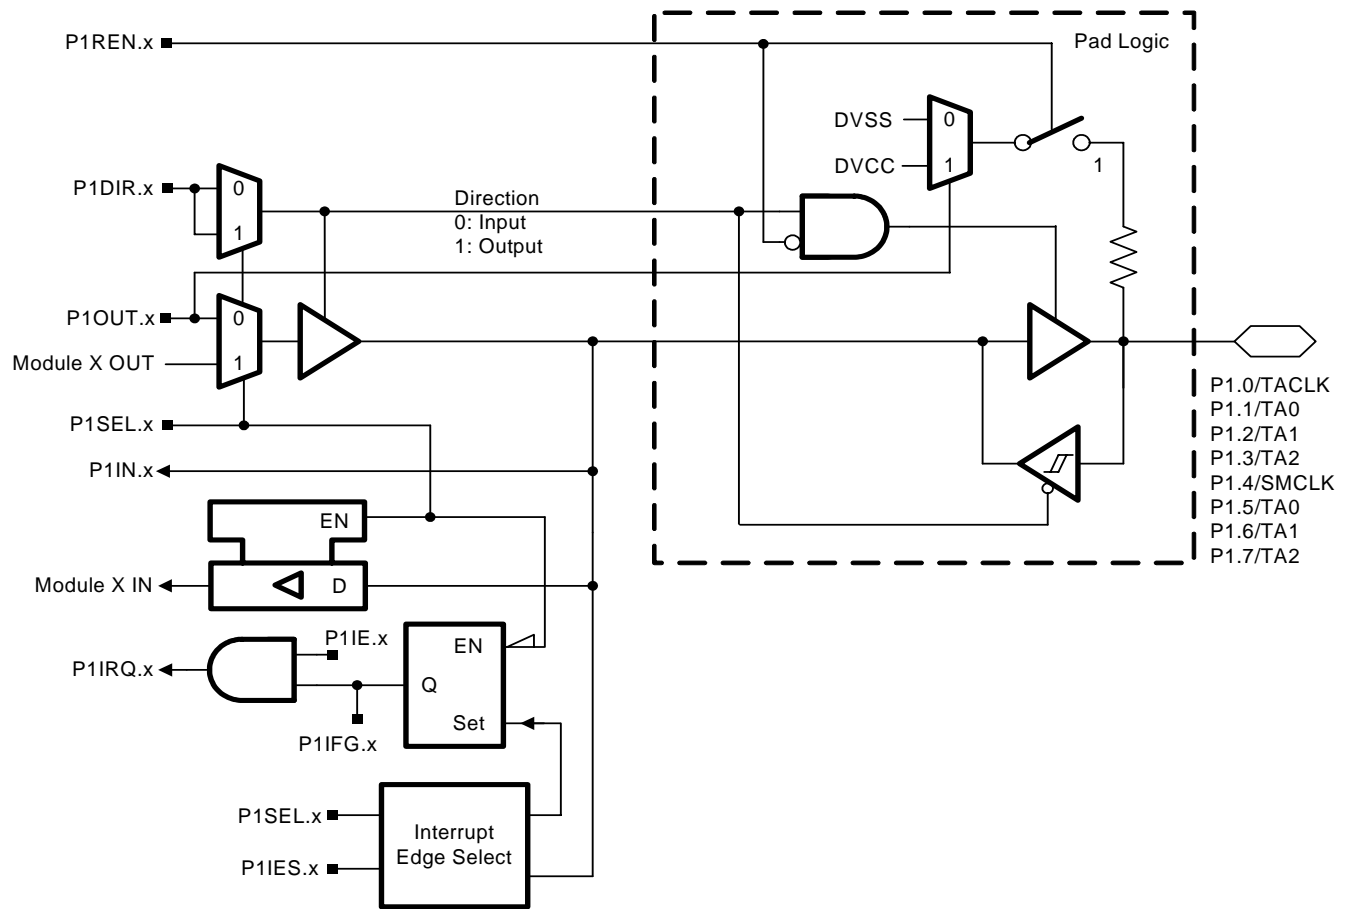 P1REN.x
Pad Logic
DVSS
0
DVCC
1
1
P1DIR.x
0
1
Direction
0: Input
1: Output
P1OUT.x
0
Module X OUT
1
P1SEL.x
P1IN.x
P1.0/TACLK
P1.1/TA0
P1.2/TA1
P1.3/TA2
P1.4/SMCLK
P1.5/TA0
P1.6/TA1
P1.7/TA2
EN
Module X IN
D
P1IE.x
P1IRQ.x
EN
Q
Set
P1IFG.x
P1SEL.x
P1IES.x
Interrupt
Edge Select